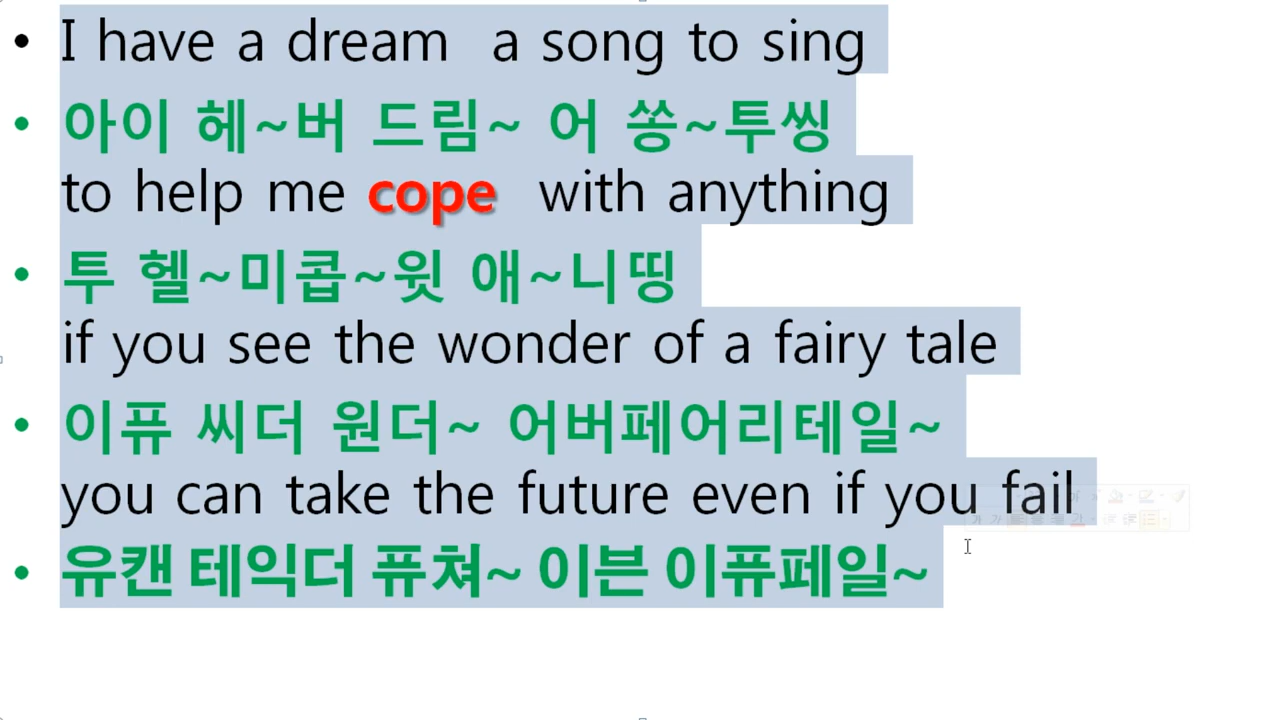 • I have a dream a song to sing
• 아이 헤~버 드림~ 어 쏭~투씽
to help me cope with anything
• 투 헬~미콥~윗 애~니띵
if you see the wonder of a fairy tale
• 이퓨 씨더 원더~ 어버페어리테일~
you can take the future even if you fail
• 유캔 테익더 퓨쳐~ 이븐 이퓨페일~